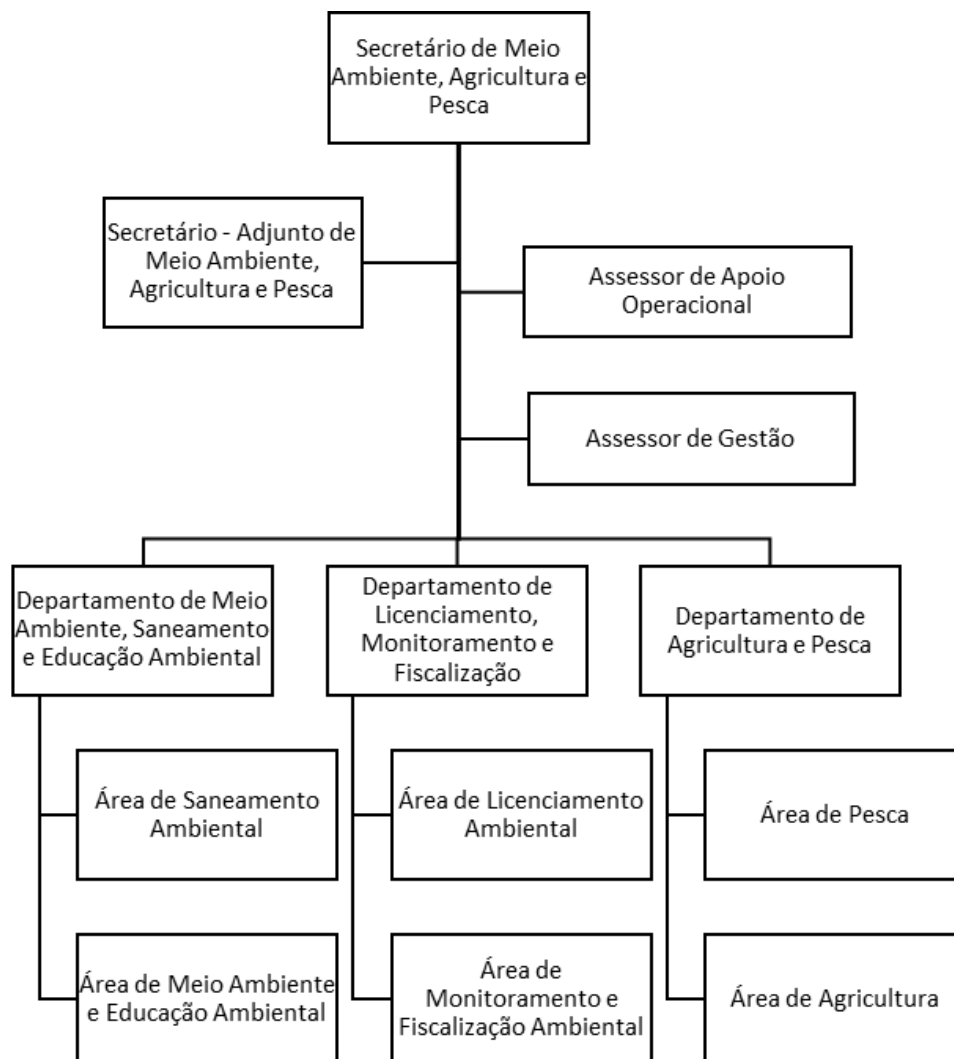 Secretário de Meio
Ambiente, Agricultura e
Pesca
Secretário - Adjunto de
Meio Ambiente,
Agricultura e Pesca
Assessor de Apoio
Operacional
Assessor de Gestão
Departamento de Meio
Ambiente, Saneamento
e Educação Ambiental
Departamento de
Licenciamento,
Monitoramento e
Fiscalização
Departamento de
Agricultura e Pesca
Área de Saneamento
Ambiental
Área de Licenciamento
Ambiental
Área de Pesca
Área de Meio Ambiente
e Educação Ambiental
Área de
Monitoramento e
Fiscalização Ambiental
Área de Agricultura